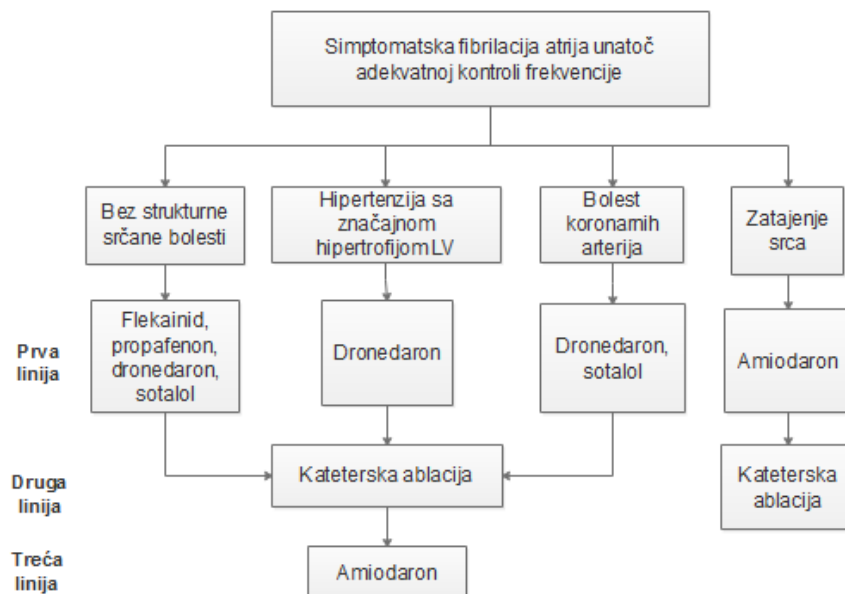 Simptomatska fibrilacija atrija unatoč
adekvatnoj kontroli frekvencije
Bez strukturne
srčane bolesti
Hipertenzija sa
značajnom
hipertrofijom LV
Bolest
koronarnih
arterija
Zatajenje
srca
Prva
linija
Flekainid,
propafenon,
dronedaron,
sotalol
Dronedaron
Dronedaron,
sotalol
Amiodaron
Druga
linija
Kateterska ablacija
Kateterska
ablacija
Treća
linija
Amiodaron